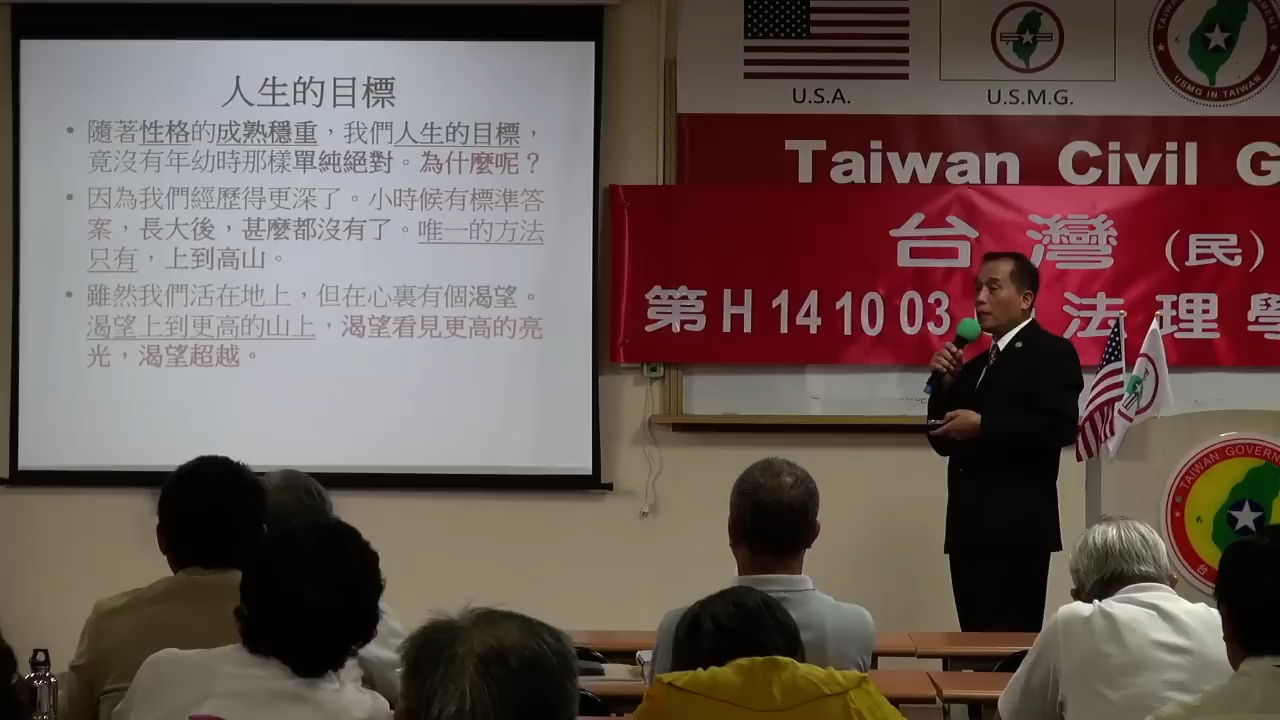 人生的目標
• 隨著性格的成熟穩重，我們人生的目標，
竟沒有年幼時那樣單純絕對。為什麼呢？
• 因為我們經歷得更深了。小時候有標準答
案，長大後，甚麼都沒有了。唯一的方法
只有，上到高山。
• 雖然我們活在地上，但在心裏有個渴望。
渴望上到更高的山上，渴望看見更高的亮
光，渴望超越。
U.S.A.
U.S.M.G.
USMG IN TAIWAN
Taiwan Civil G
台灣（民）
第H 14 10 03
法理學
TAIWAN GOVERN
台